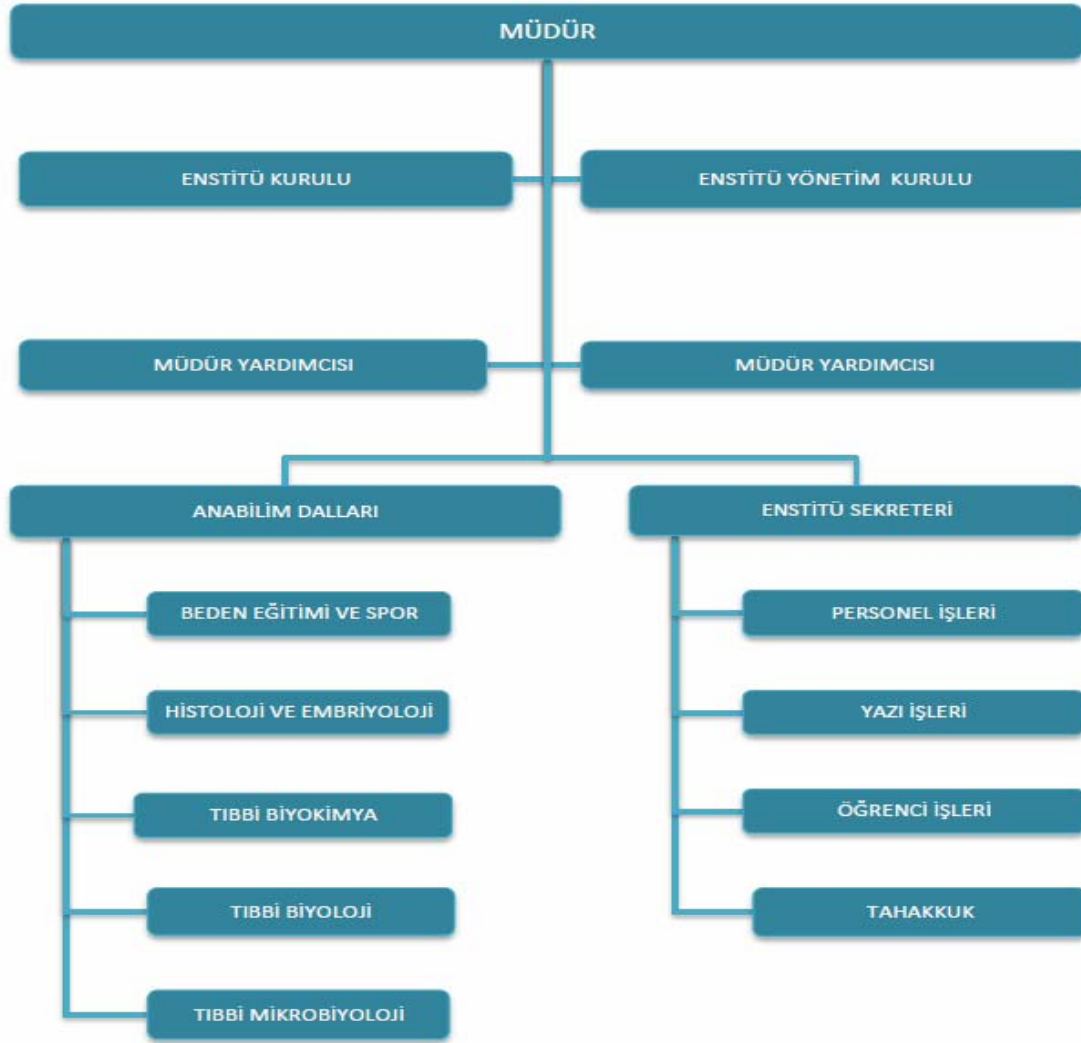 MÜDÜR
ENSTİTÜ KURULU
ENSTİTÜ YÖNETİM KURULU
MÜDÜR YARDIMCISI
MÜDÜR YARDIMCISI
ANABİLİM DALLARI
BEDEN EĞİTİMİ VE SPOR
HİSTOLOJİ VE EMBRİYOLOJİ
TIBBİ BİYOKİMYA
TIBBİ BİYOLOJİ
TIBBİ MİKROBİYOLOJİ
ENSTİTÜ SEKRETERİ
PERSONEL İŞLERİ
YAZI İŞLERİ
ÖĞRENCİ İŞLERİ
TAHAKKUK